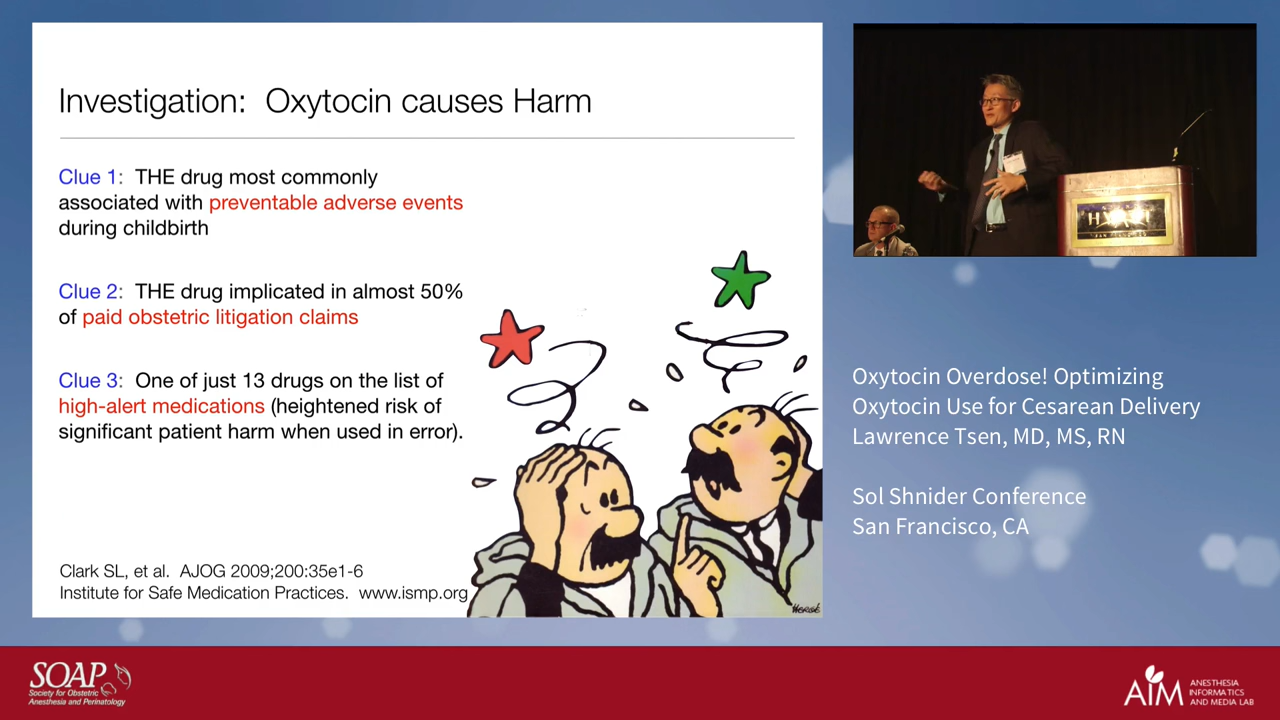 Investigation: Oxytocin causes Harm
Clue 1: THE drug most commonly
associated with preventable adverse events
during childbirth
Clue 2: THE drug implicated in almost 50%
of paid obstetric litigation claims
Clue 3: One of just 13 drugs on the list of
high-alert medications (heightened risk of
significant patient harm when used in error).
Clark SL, et al. AJOG 2009;200:35e1-6
Institute for Safe Medication Practices. www.ismp.org
HERGÉ
HYATT
Oxytocin Overdose! Optimizing
Oxytocin Use for Cesarean Delivery
Lawrence Tsen, MD, MS, RN
Sol Shnider Conference
San Francisco, CA
SOAP
Society for Obstetric
Anesthesia and Perinatology
AIM
ANESTHESIA
INFORMATICS
AND MEDIA LAB